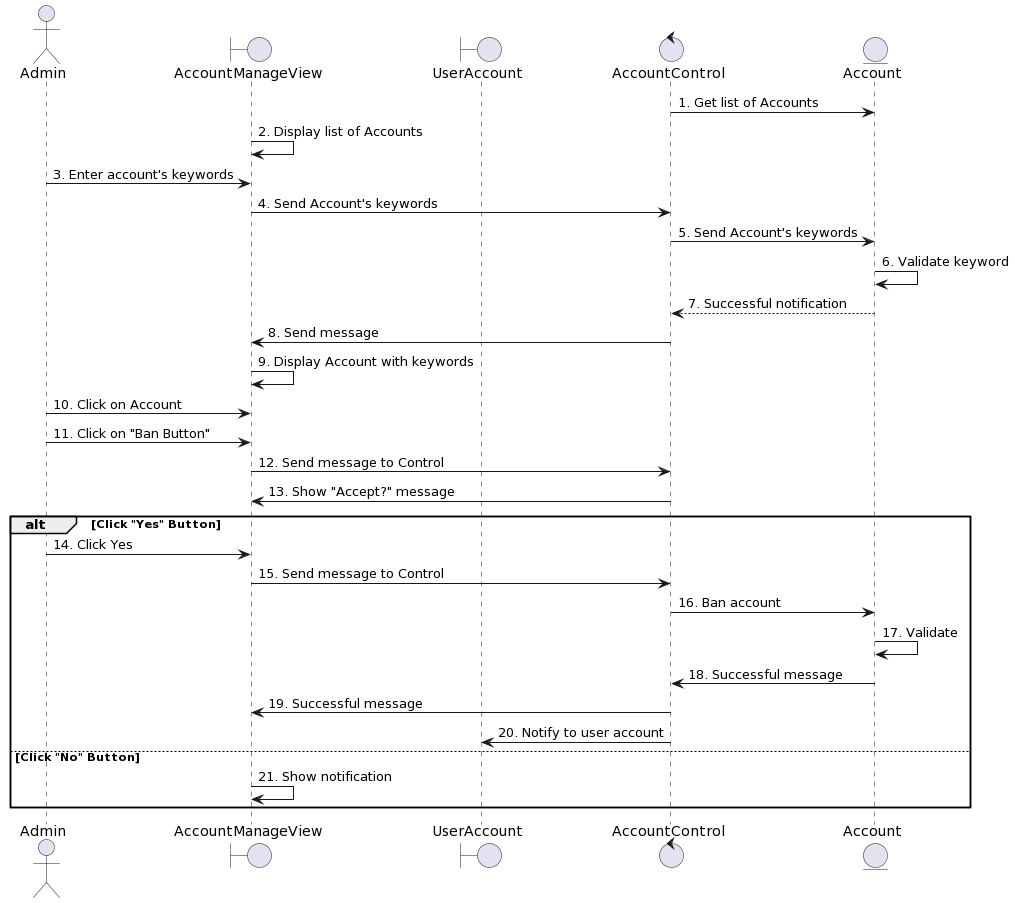 Admin
AccountManageView
UserAccount
AccountControl
Account
1. Get list of Accounts
2. Display list of Accounts
3. Enter account's keywords
4. Send Account's keywords
5. Send Account's keywords
6. Validate keyword
7. Successful notification
8. Send message
9. Display Account with keywords
10. Click on Account
11. Click on "Ban Button"
12. Send message to Control
13. Show "Accept?" message
alt [Click "Yes" Button]
14. Click Yes
15. Send message to Control
16. Ban account
17. Validate
18. Successful message
19. Successful message
20. Notify to user account
[Click "No" Button]
21. Show notification
Admin
AccountManageView
UserAccount
AccountControl
Account